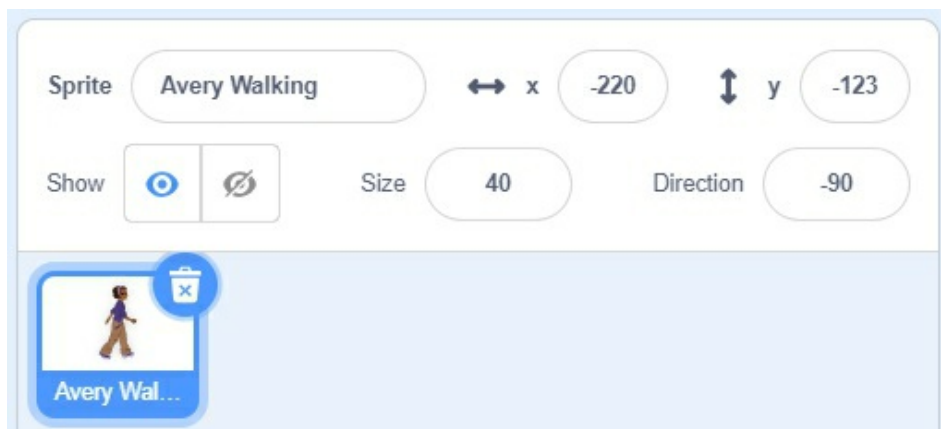 Sprite Avery Walking x -220 y -123
Show Size 40 Direction -90
Avery Wal...